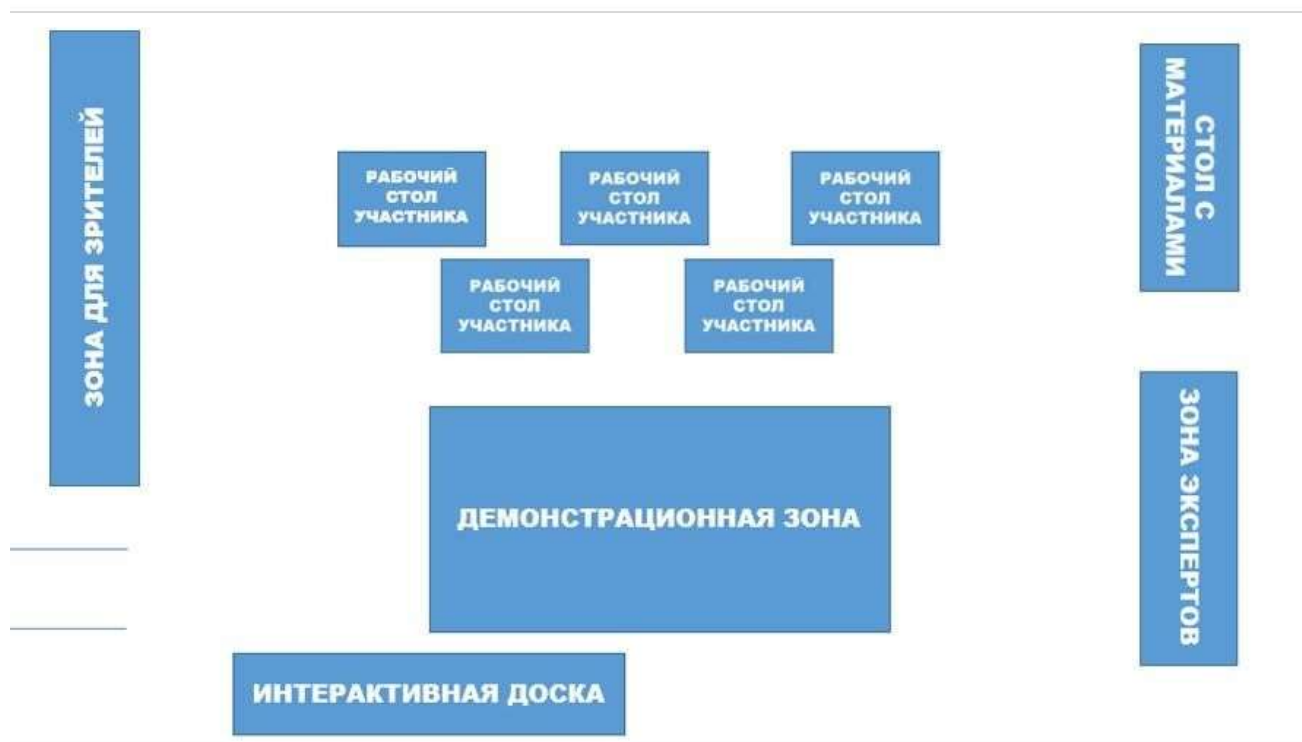 ЗОНА ДЛЯ ЗРИТЕЛЕЙ
РАБОЧИЙ
СТОЛ
УЧАСТНИКА
РАБОЧИЙ
СТОЛ
УЧАСТНИКА
РАБОЧИЙ
СТОЛ
УЧАСТНИКА
СТОЛ С
МАТЕРИАЛАМИ
РАБОЧИЙ
СТОЛ
УЧАСТНИКА
РАБОЧИЙ
СТОЛ
УЧАСТНИКА
ДЕМОНСТРАЦИОННАЯ ЗОНА
ЗОНА ЭКСПЕРТОВ
ИНТЕРАКТИВНАЯ ДОСКА